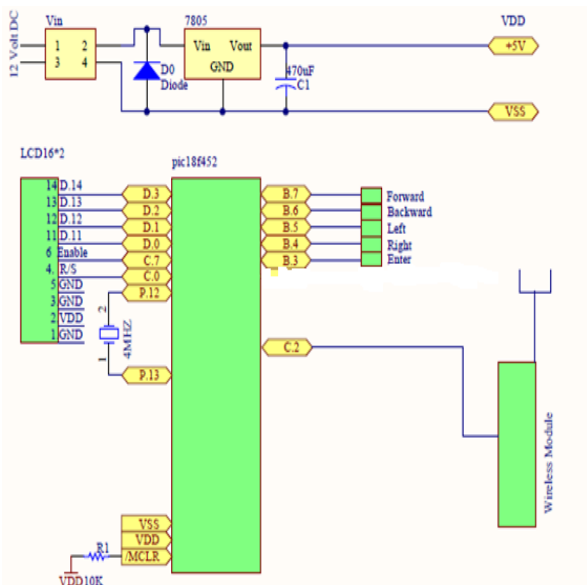 Vin
7805
VDD
12 Volt DC
1 2
3 4
Vin Vout
GND
+5V
D0
Diode
470uF
C1
VSS
LCD16*2
pic18f452
14 D.14
13 D.13
12 D.12
11 D.11
6 Enable
4, R/S
5 GND
3 GND
2 VDD
1 GND
D.3
D.2
D.1
D.0
C.7
C.0
P.12
2
4MHZ
1
P.13
B.7 Forward
B.6 Backward
B.5 Left
B.4 Right
B.3 Enter
C.2
Wireless Module
VSS
VDD
/MCLR
R1
VDD10K